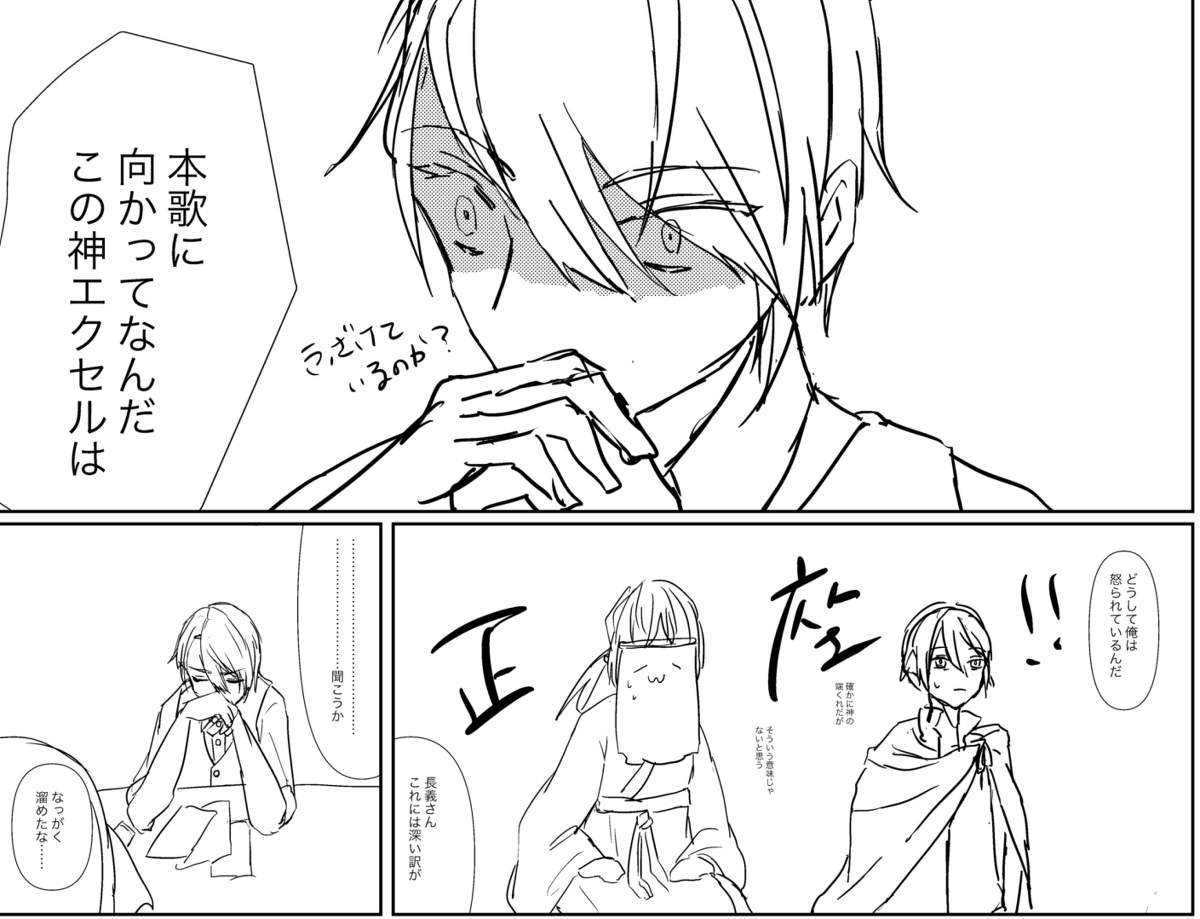 本歌に
向かってなんだ
この神エクセルは
ふざけて
いるのか?
どうして俺は
怒られているんだ
!!
正
座
確かに神の
端くれだが
そういう意味じゃ
ないと思う
長義さん
これには深い訳が
……………………聞こうか
なっがく
溜めたな……